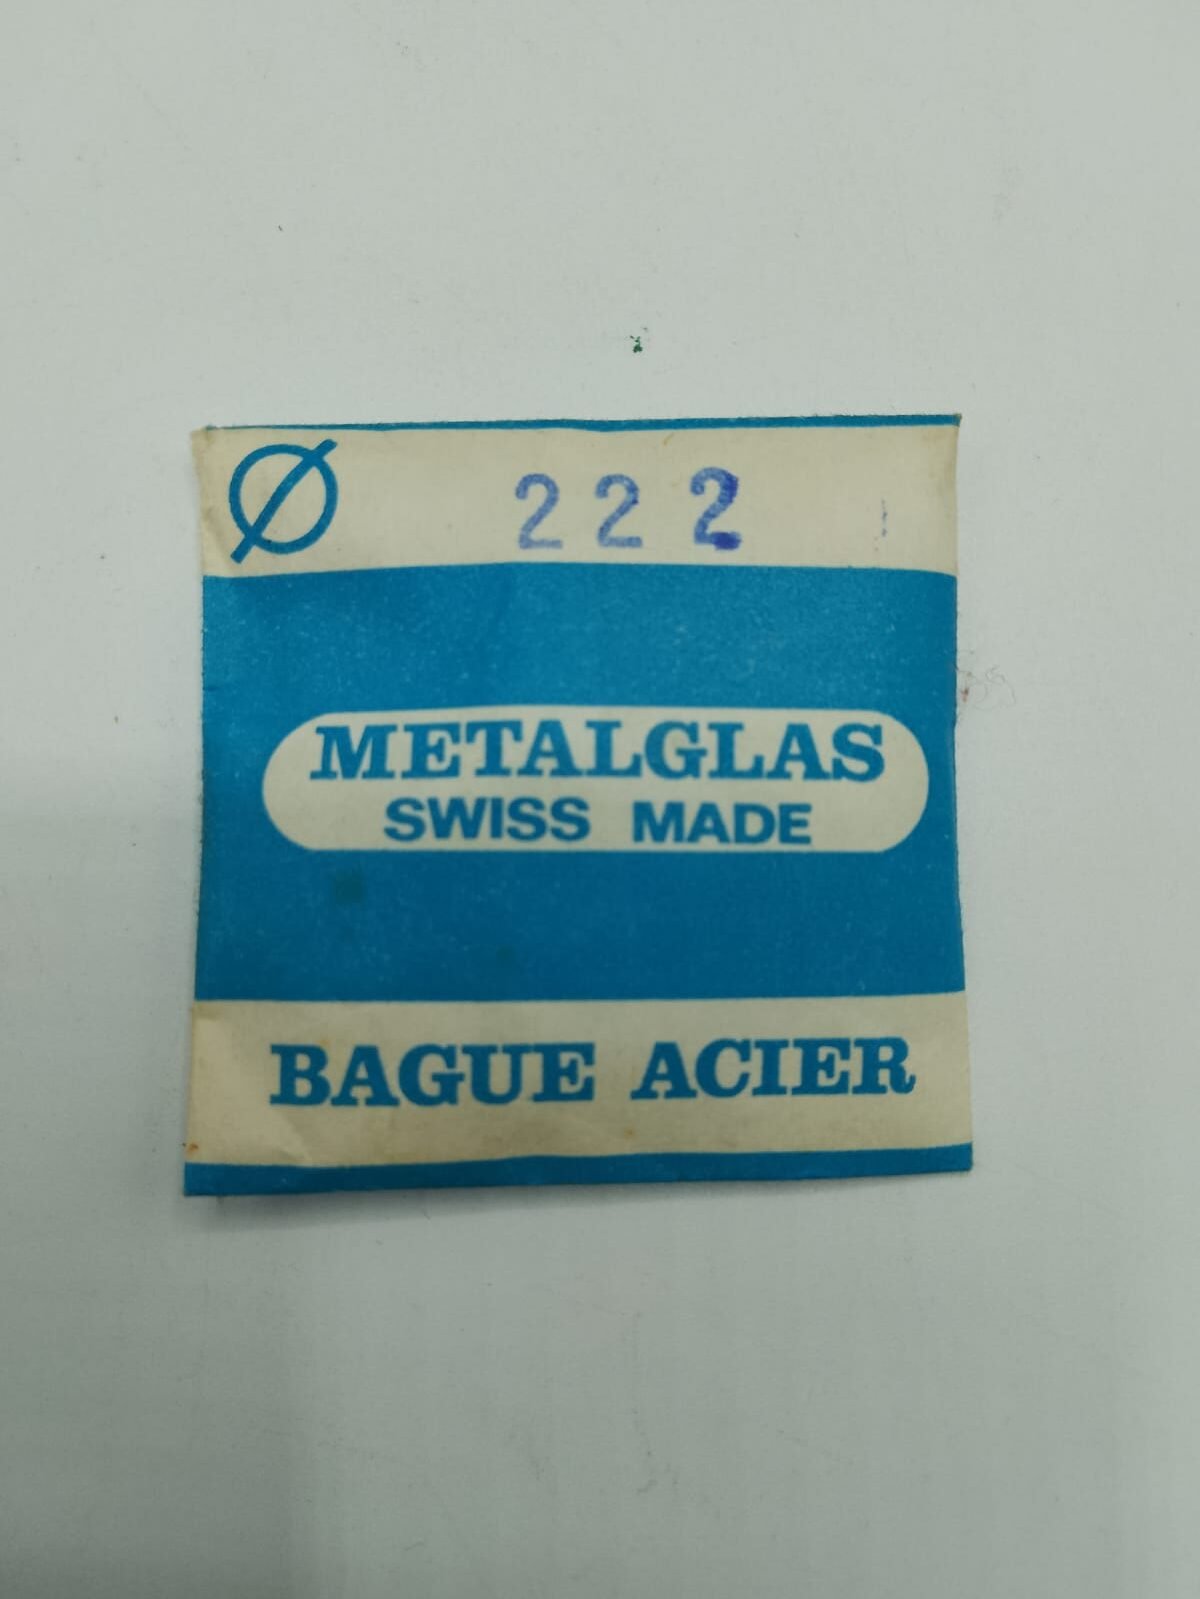 Ø 222
METALGLAS
SWISS MADE
BAGUE ACIER